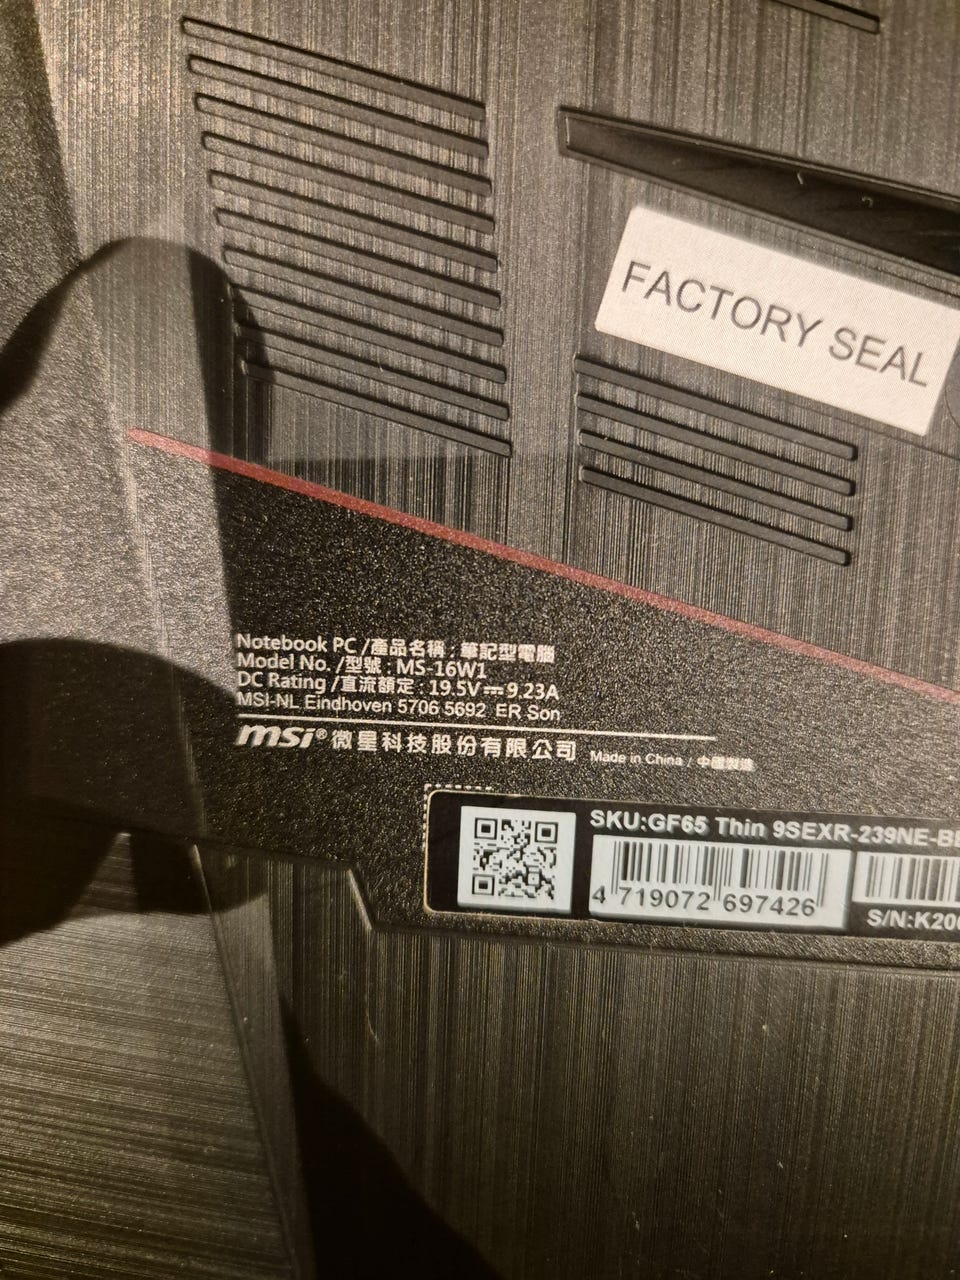 FACTORY SEAL
Notebook PC /產品名稱 : 筆記型電腦
Model No. /型號 : MS-16W1
DC Rating /直流額定 : 19.5V⎓9.23A
MSI-NL Eindhoven 5706 5692 ER Son
msi® 微星科技股份有限公司 Made in China / 中國製造
SKU:GF65 Thin 9SEXR-239NE-B
4 719072 697426
S/N:K20